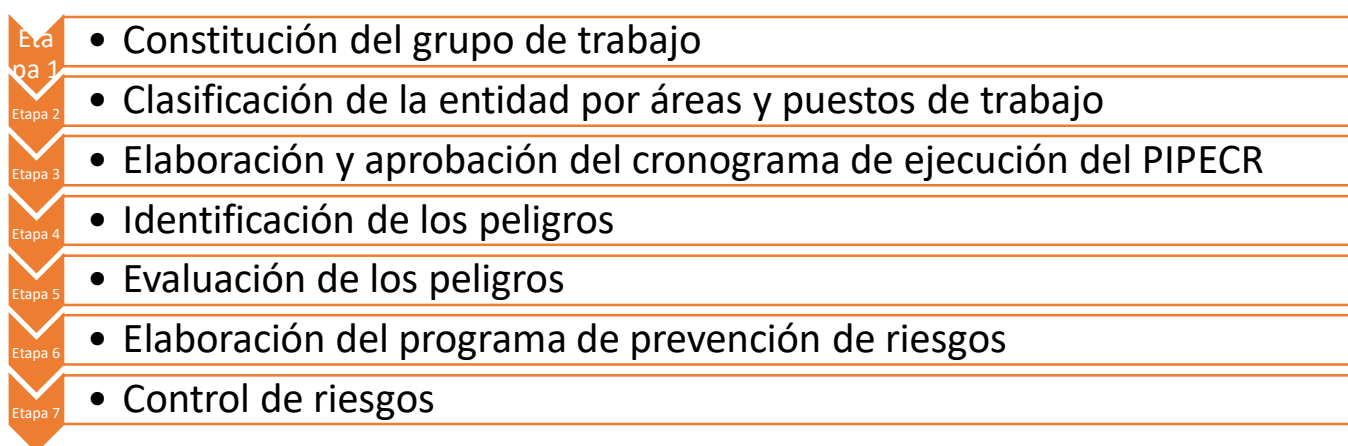 Eta
pa 1
• Constitución del grupo de trabajo
Etapa 2
• Clasificación de la entidad por áreas y puestos de trabajo
Etapa 3
• Elaboración y aprobación del cronograma de ejecución del PIPECR
Etapa 4
• Identificación de los peligros
Etapa 5
• Evaluación de los peligros
Etapa 6
• Elaboración del programa de prevención de riesgos
Etapa 7
• Control de riesgos